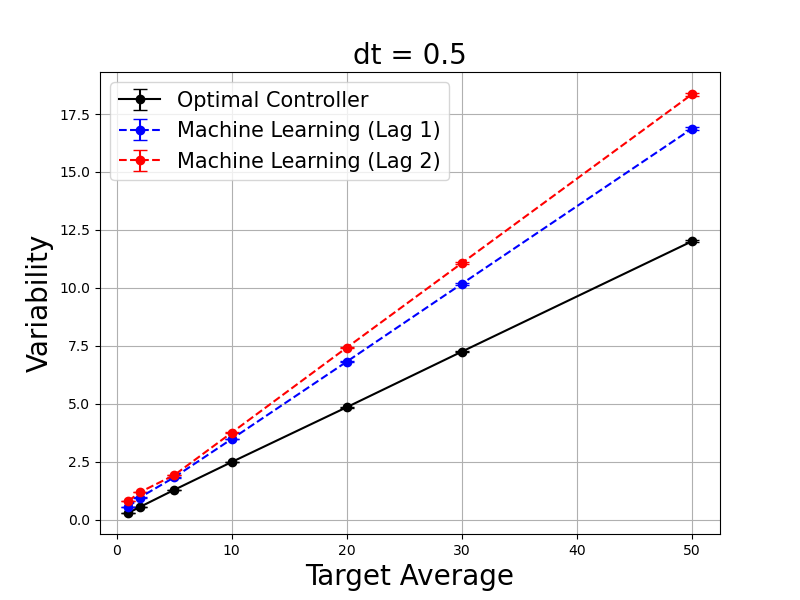 dt = 0.5
Optimal Controller
Machine Learning (Lag 1)
Machine Learning (Lag 2)
Variability
17.5
15.0
12.5
10.0
7.5
5.0
2.5
0.0
0 10 20 30 40 50
Target Average